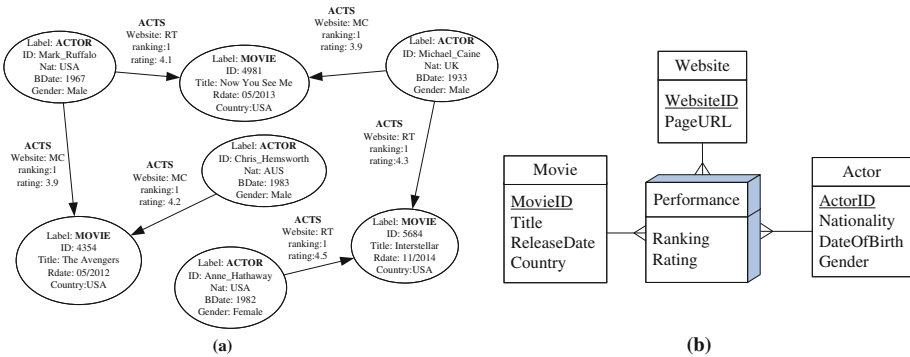 ACTS
Website: RT
ranking:1
rating: 4.1
ACTS
Website: MC
ranking:1
rating: 3.9
Label: ACTOR
ID: Mark_Ruffalo
Nat: USA
BDate: 1967
Gender: Male
Label: MOVIE
ID: 4981
Title: Now You See Me
Rdate: 05/2013
Country:USA
Label: ACTOR
ID: Michael_Caine
Nat: UK
BDate: 1933
Gender: Male
ACTS
Website: MC
ranking:1
rating: 3.9
ACTS
Website: MC
ranking:1
rating: 4.2
Label: ACTOR
ID: Chris_Hemsworth
Nat: AUS
BDate: 1983
Gender: Male
ACTS
Website: RT
ranking:1
rating:4.3
Label: MOVIE
ID: 4354
Title: The Avengers
Rdate: 05/2012
Country:USA
Label: ACTOR
ID: Anne_Hathaway
Nat: USA
BDate: 1982
Gender: Female
ACTS
Website: RT
ranking:1
rating:4.5
Label: MOVIE
ID: 5684
Title: Interstellar
Rdate: 11/2014
Country:USA
(a)
Website
WebsiteID
PageURL
Movie
MovieID
Title
ReleaseDate
Country
Performance
Ranking
Rating
Actor
ActorID
Nationality
DateOfBirth
Gender
(b)